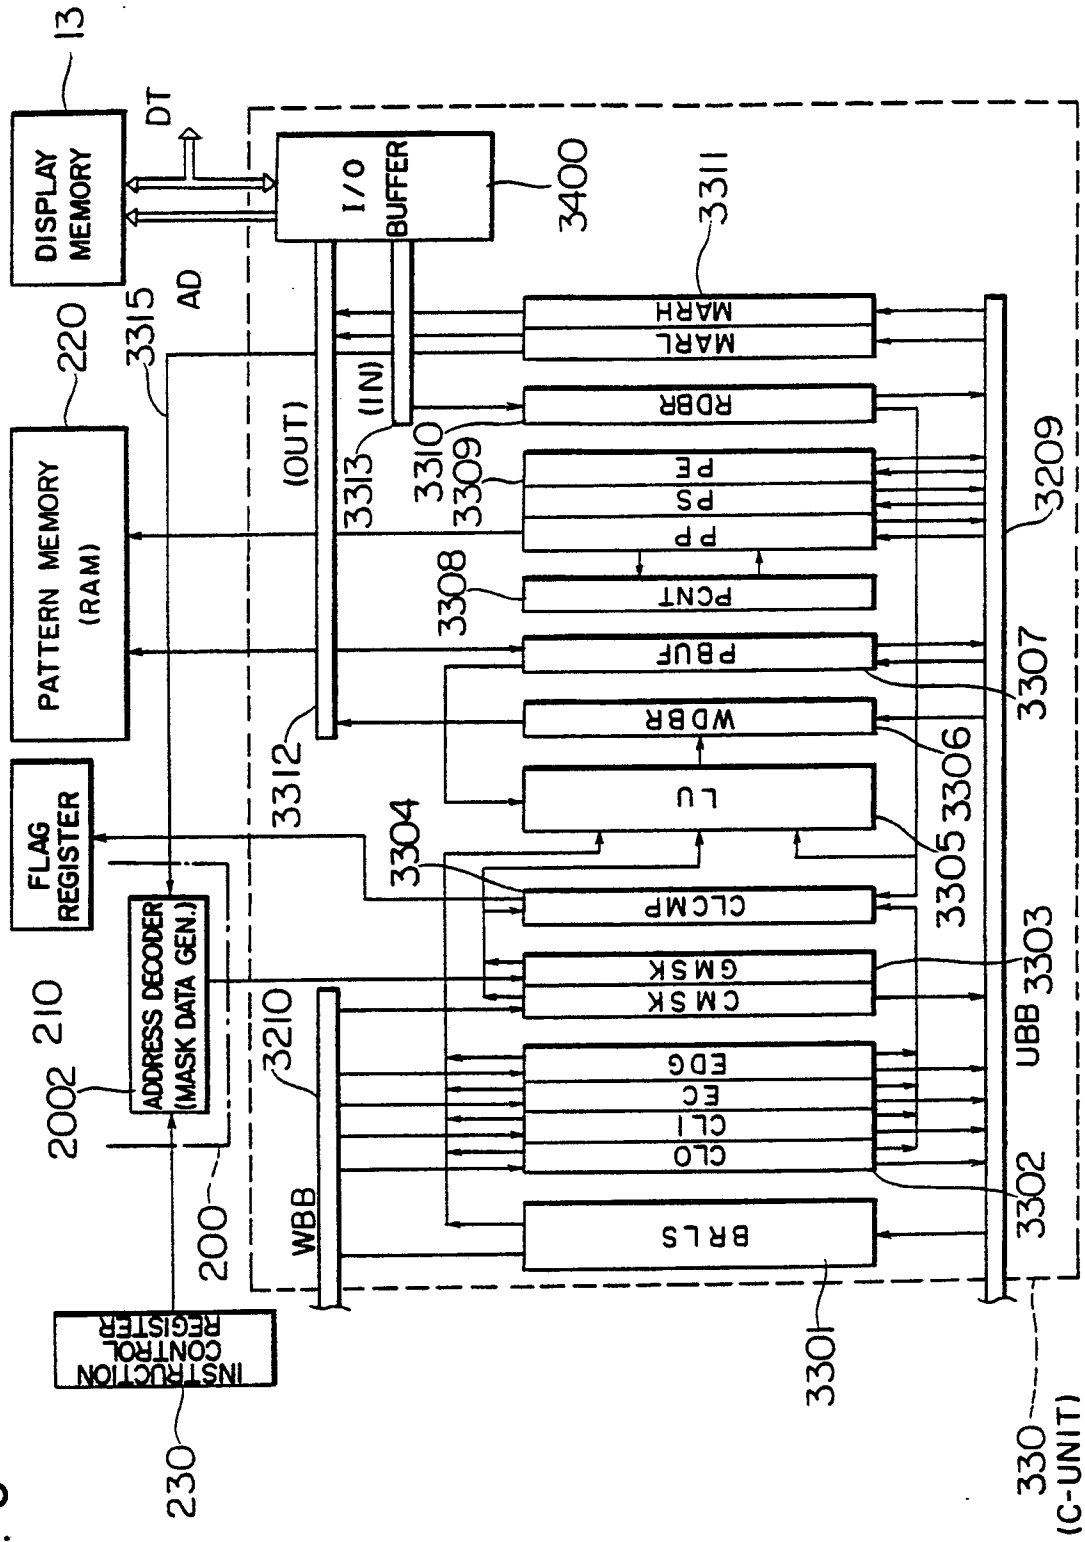 230
INSTRUCTION
CONTROL
REGISTER
200
2002
210
ADDRESS DECODER
(MASK DATA GEN.)
FLAG
REGISTER
PATTERN MEMORY
(RAM)
220
3315
AD
DISPLAY
MEMORY
13
DT
WBB
3210
3304
3312
(OUT)
3313
(IN)
3310
3309
3308
I/O
BUFFER
3400
3311
BRLS
CL0
CL1
EC
EDG
CMSK
GMSK
CLCMP
LU
WDBR
PBUF
PCNT
PP
PS
PE
RDBR
MARL
MARH
3301
3302
3303
3305
3306
3307
3209
UBB
330
(C-UNIT)